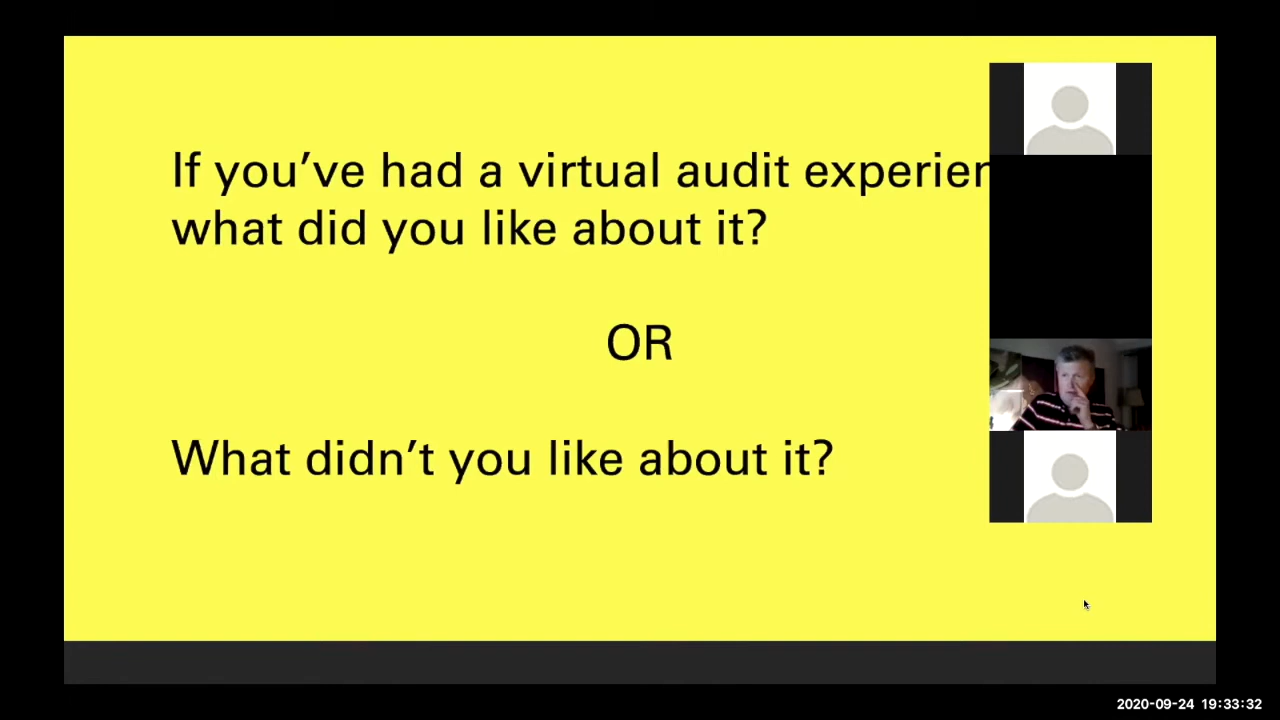 If you’ve had a virtual audit experien
what did you like about it?
OR
What didn’t you like about it?
2020-09-24 19:33:32